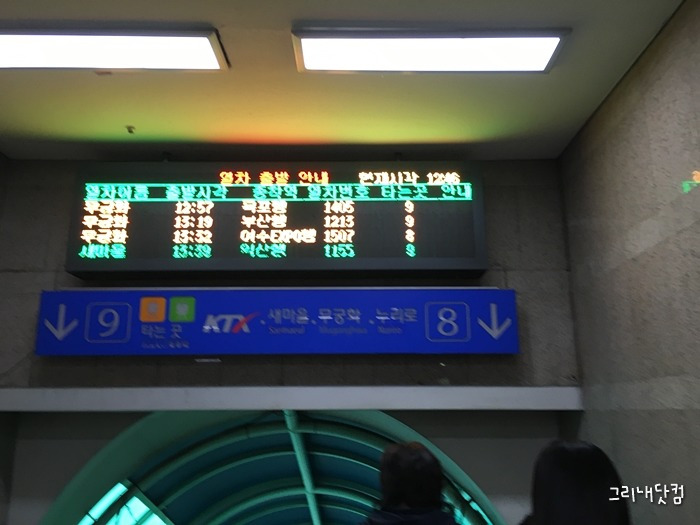 열차 출발 안내 현재시각 12:46
열차이름 출발시각 종착역 열차번호 타는곳 안내
무궁화 12:57 목포행 1405 9
무궁화 13:19 부산행 1213 9
무궁화 13:32 여수EXPO행 1507 8
새마을 13:39 익산행 1155 8
9 타는 곳 KTX 새마을 무궁화 누리로 8
Saemaul Mugunghwa Nuriro
그리내닷컴